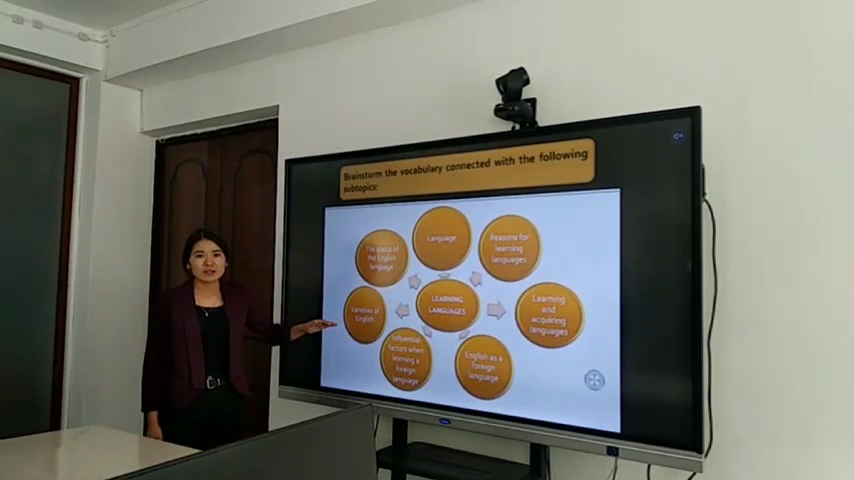 Brainstorm the vocabulary connected with the following
subtopics:
Language
Reasons for
learning
languages
Learning
and
acquiring
languages
English as a
foreign
language
Influential
factors when
learning a
foreign
language
Varieties of
English
The status of
the English
language
LEARNING
LANGUAGES